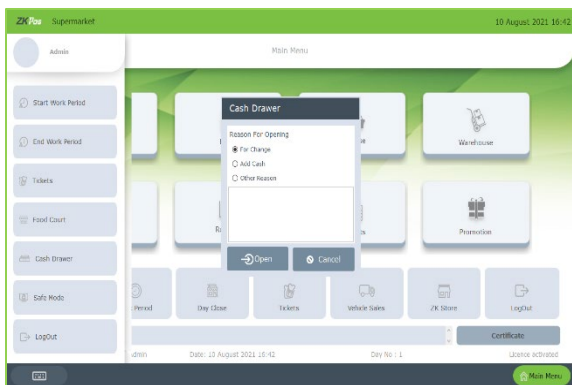 ZKPos Supermarket
10 August 2021 16:42
Admin
Main Menu
Start Work Period
End Work Period
Tickets
Food Court
Cash Drawer
Safe Mode
LogOut
Cash Drawer
Reason For Opening
For Change
Add Cash
Other Reason
Open
Cancel
Warehouse
Promotion
Period
Day Close
Tickets
Vehicle Sales
ZK Store
LogOut
Certificate
Date: 10 August 2021 16:42
Day No : 1
Licence activated
Main Menu